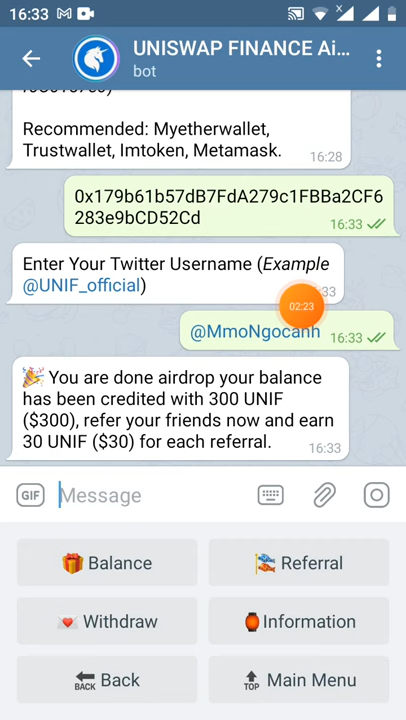 16:33
UNISWAP FINANCE Ai...
bot
Recommended: Myetherwallet,
Trustwallet, Imtoken, Metamask.
16:28
0x179b61b57dB7FdA279c1FBBa2CF6
283e9bCD52Cd
16:33
Enter Your Twitter Username (Example
@UNIF_official)
:33
02:23
@MmoNgocanh
16:33
You are done airdrop your balance
has been credited with 300 UNIF
($300), refer your friends now and earn
30 UNIF ($30) for each referral.
16:33
GIF Message
Balance
Referral
Withdraw
Information
BACK Back
TOP Main Menu